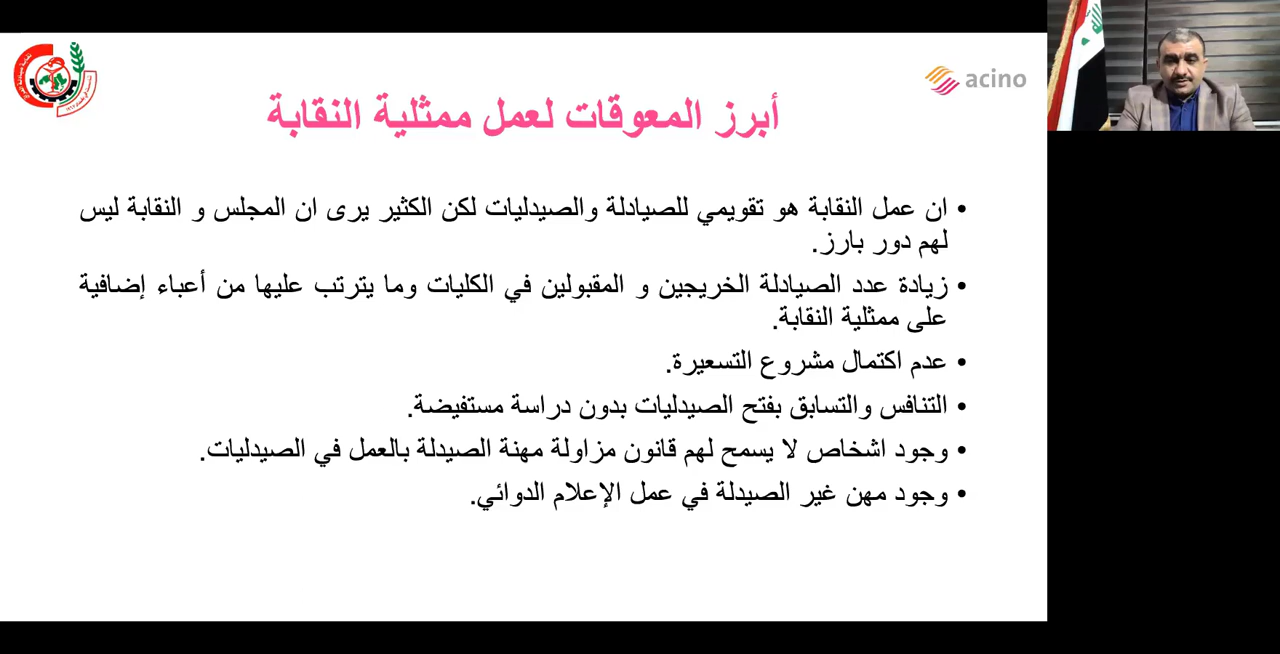 acino
أبرز المعوقات لعمل ممثلية النقابة
• ان عمل النقابة هو تقويمي للصيادلة والصيدليات لكن الكثير يرى ان المجلس و النقابة ليس
لهم دور بارز.
• زيادة عدد الصيادلة الخريجين و المقبولين في الكليات وما يترتب عليها من أعباء إضافية
على ممثلية النقابة.
• عدم اكتمال مشروع التسعيرة.
• التنافس والتسابق بفتح الصيدليات بدون دراسة مستفيضة.
• وجود اشخاص لا يسمح لهم قانون مزاولة مهنة الصيدلة بالعمل في الصيدليات.
• وجود مهن غير الصيدلة في عمل الإعلام الدوائي.